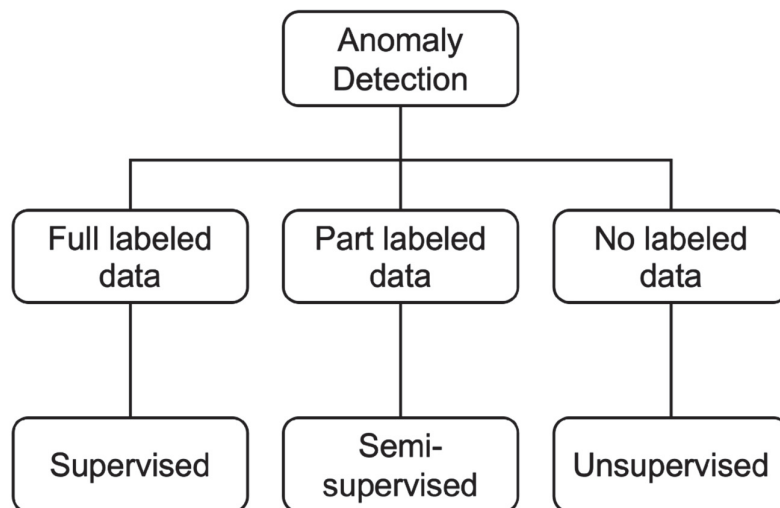 Anomaly
Detection
Full labeled
data
Part labeled
data
No labeled
data
Supervised
Semi-
supervised
Unsupervised